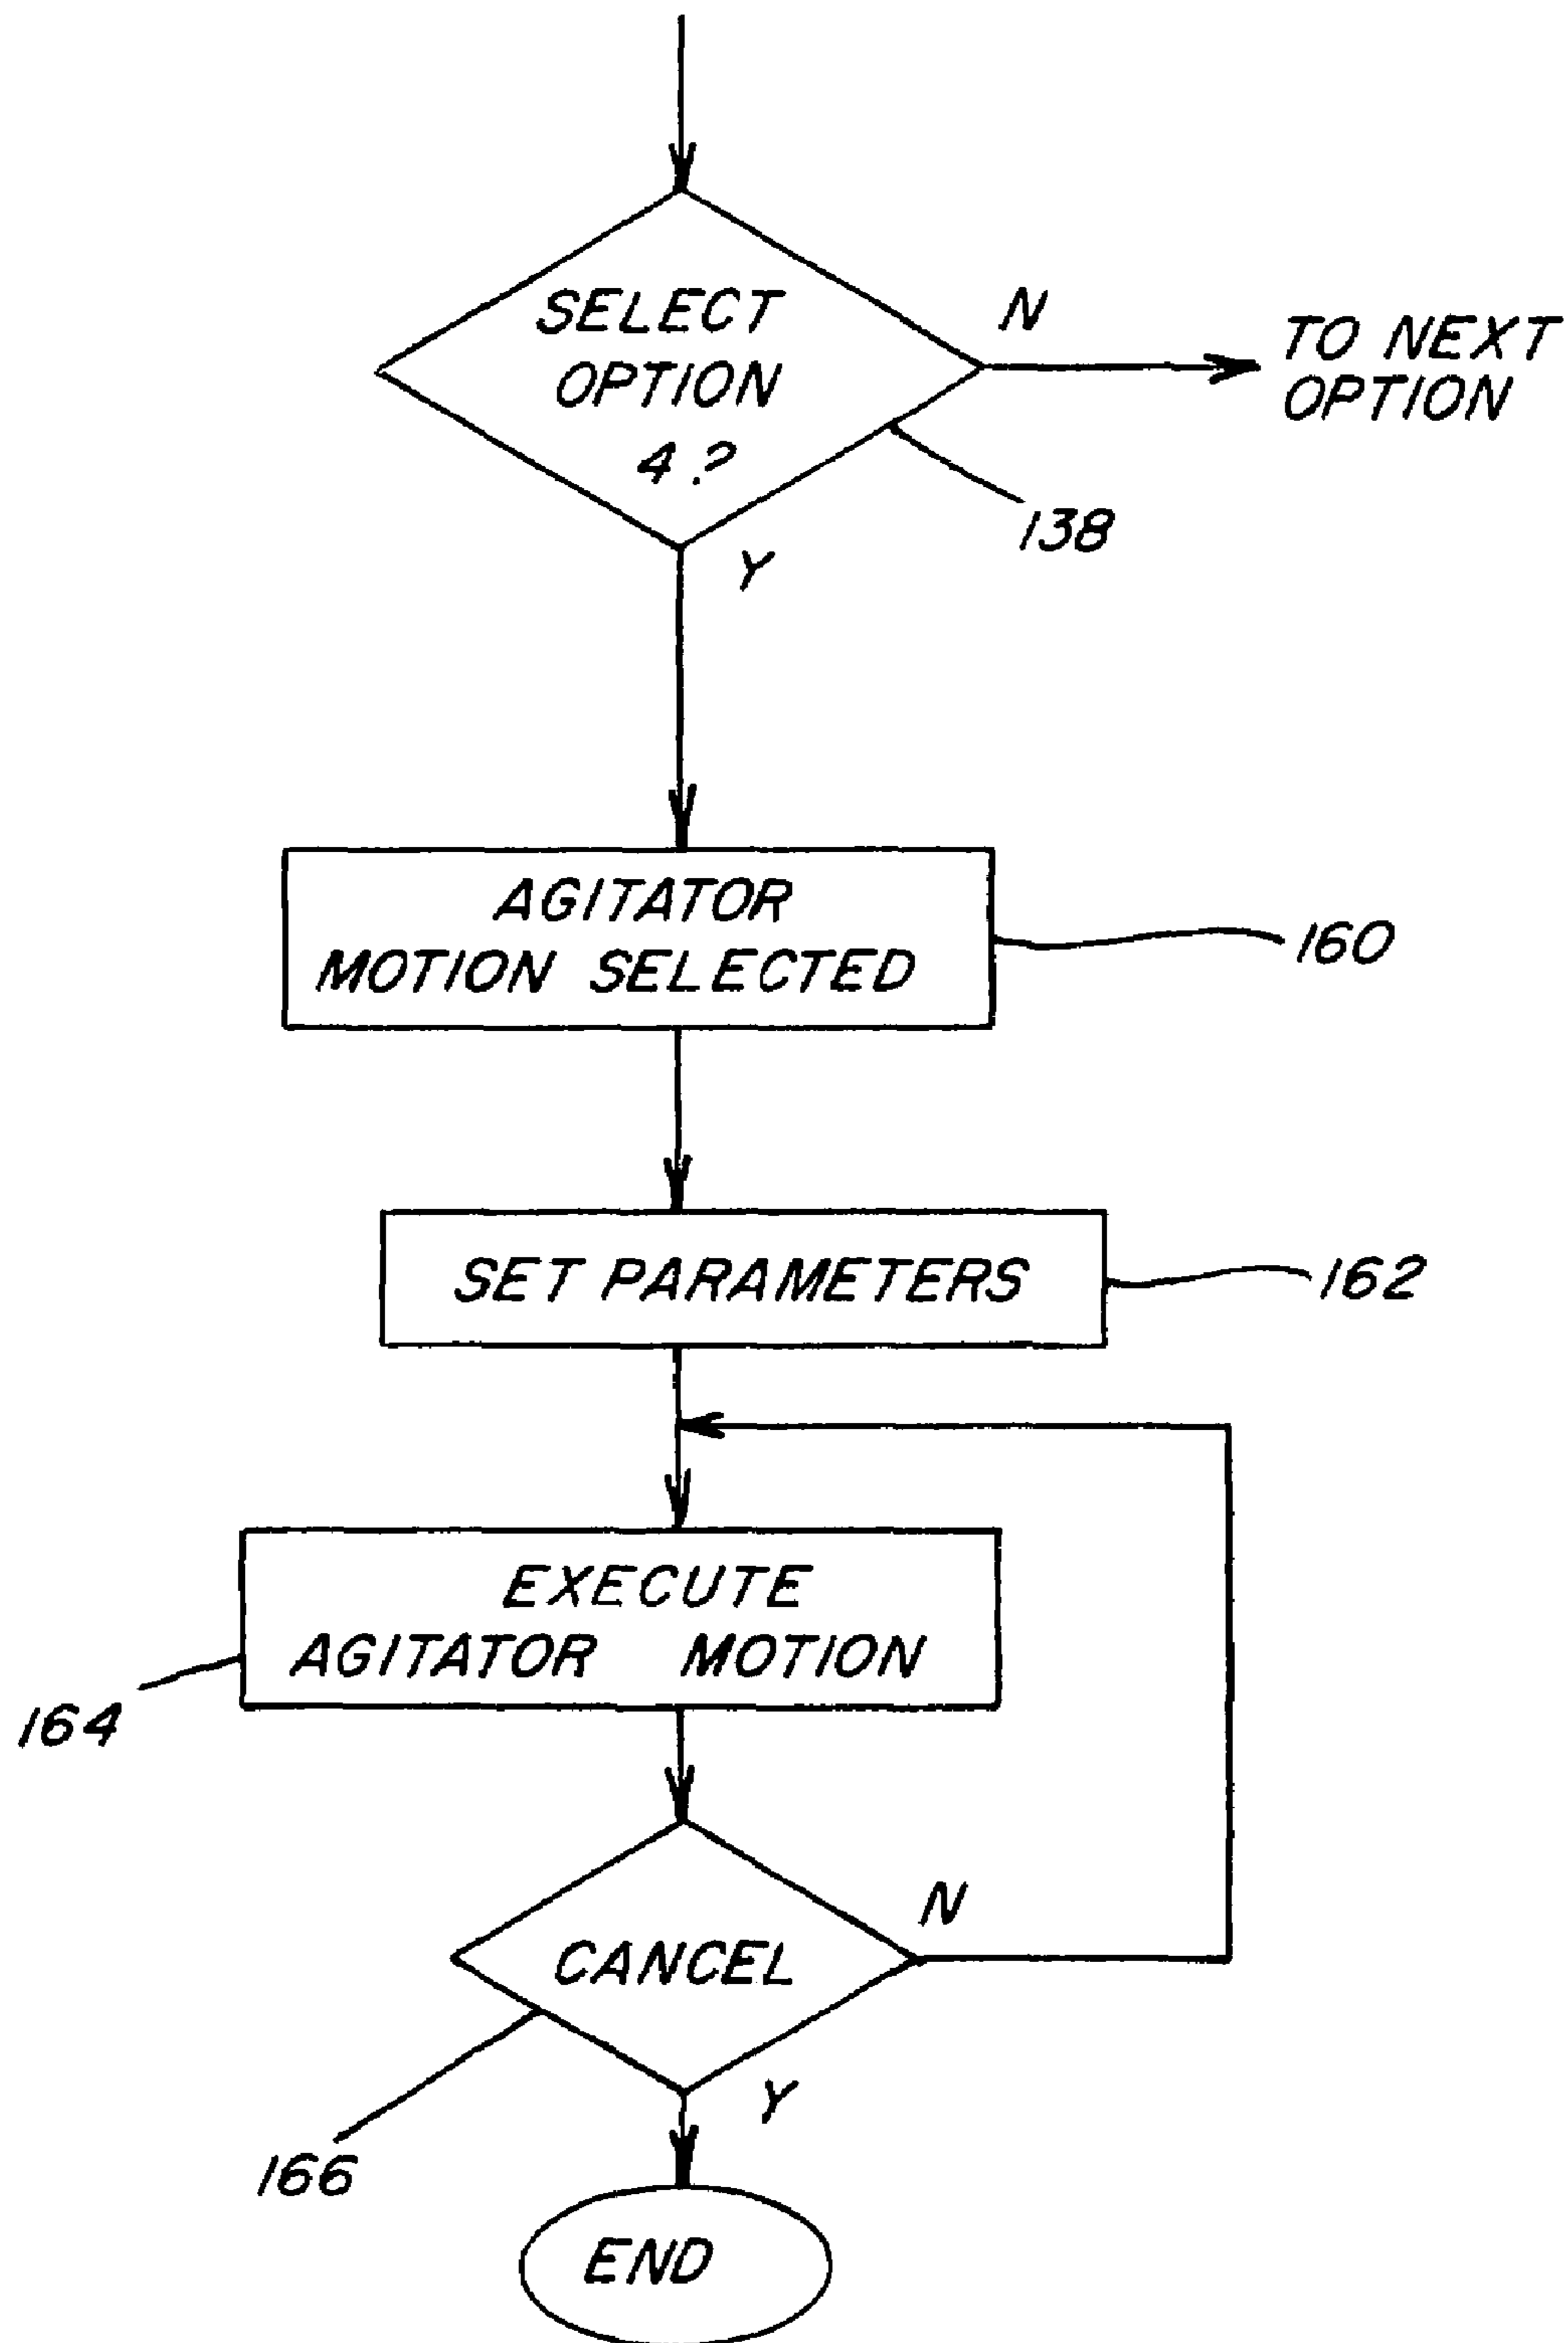 SELECT
OPTION
4?
N
TO NEXT
OPTION
138
Y
AGITATOR
MOTION SELECTED
160
SET PARAMETERS
162
EXECUTE
AGITATOR MOTION
164
CANCEL
N
166
Y
END